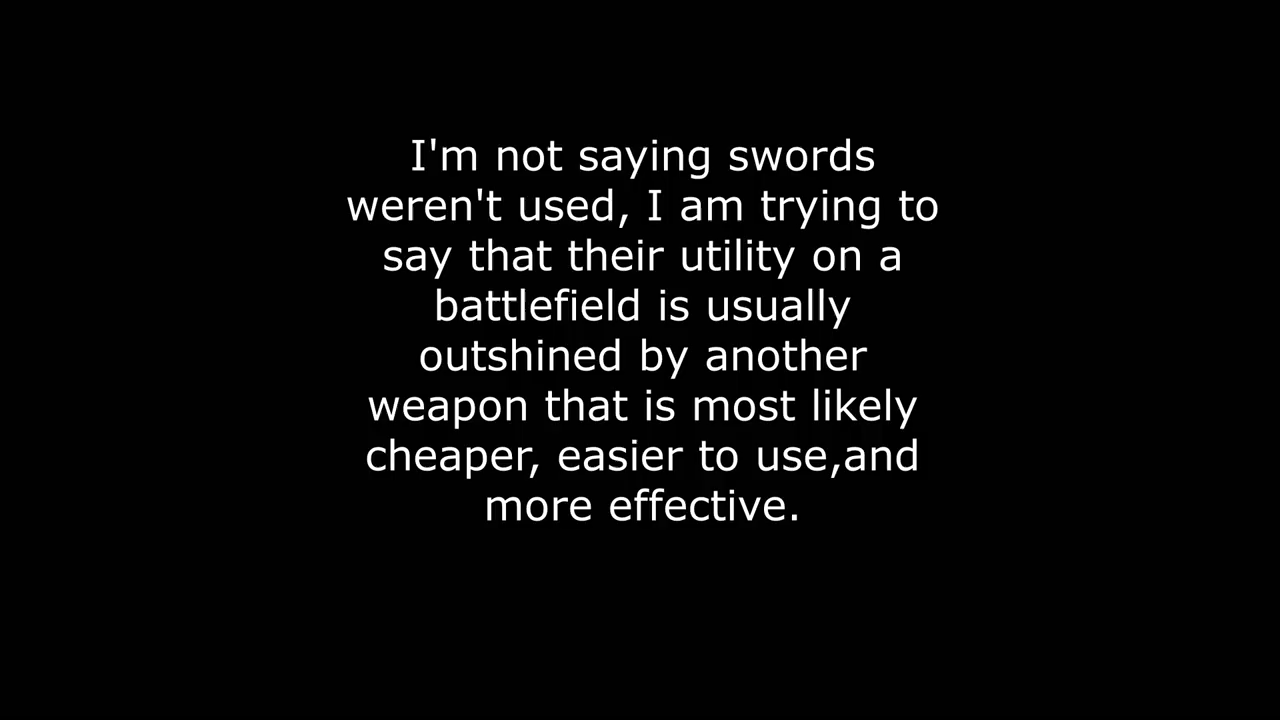 I'm not saying swords
weren't used, I am trying to
say that their utility on a
battlefield is usually
outshined by another
weapon that is most likely
cheaper, easier to use,and
more effective.